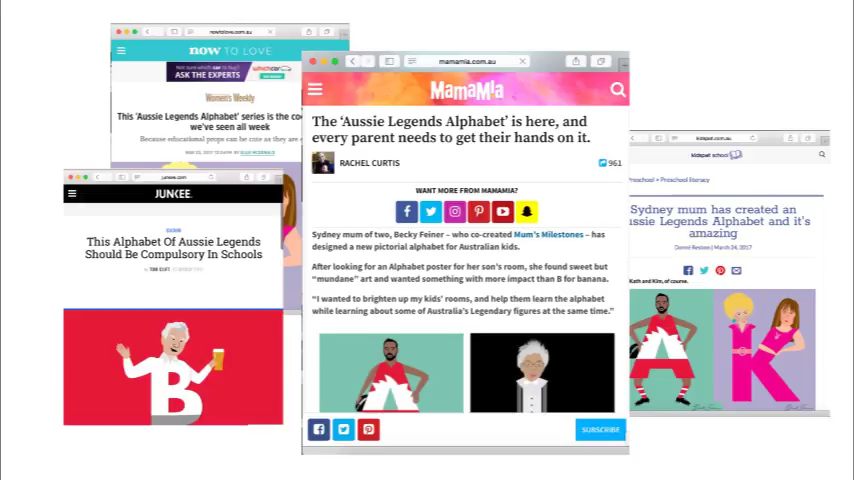 nowtolove.com.au
now TO LOVE
ASK THE EXPERTS
whichcar
Women's Weekly
This 'Aussie Legends Alphabet' series is the coo
we've seen all week
Because educational props can be cute as they are e
junkee.com
JUNKEE
This Alphabet Of Aussie Legends
Should Be Compulsory In Schools
B
mamamia.com.au
MamaMia
The 'Aussie Legends Alphabet' is here, and
every parent needs to get their hands on it.
RACHEL CURTIS
961
WANT MORE FROM MAMAMIA?
Sydney mum of two, Becky Feiner – who co-created Mum's Milestones – has
designed a new pictorial alphabet for Australian kids.
After looking for an Alphabet poster for her son's room, she found sweet but
"mundane" art and wanted something with more impact than B for banana.
"I wanted to brighten up my kids' rooms, and help them learn the alphabet
while learning about some of Australia's Legendary figures at the same time."
A
SUBSCRIBE
kidspot.com.au
kidspot school
Preschool > Preschool literacy
Sydney mum has created an
ussie Legends Alphabet and it's
amazing
March 24, 2017
Kath and Kim, of course.
A
K